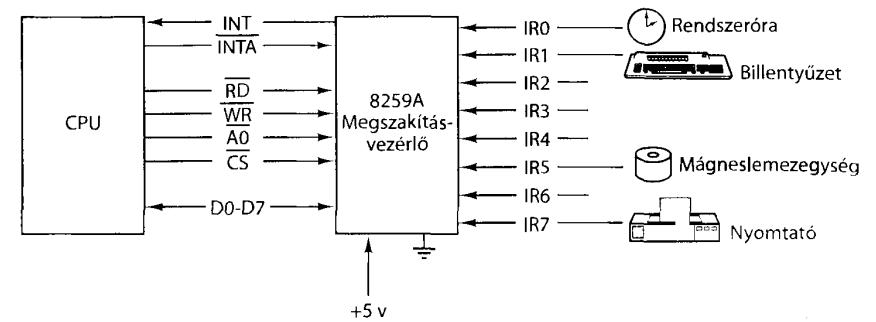 CPU
INT
INTA
RD
WR
A0
CS
D0-D7
8259A
Megszakítás-
vezérlő
+5 v
IR0
IR1
IR2
IR3
IR4
IR5
IR6
IR7
Rendszeróra
Billentyűzet
Mágneslemezegység
Nyomtató